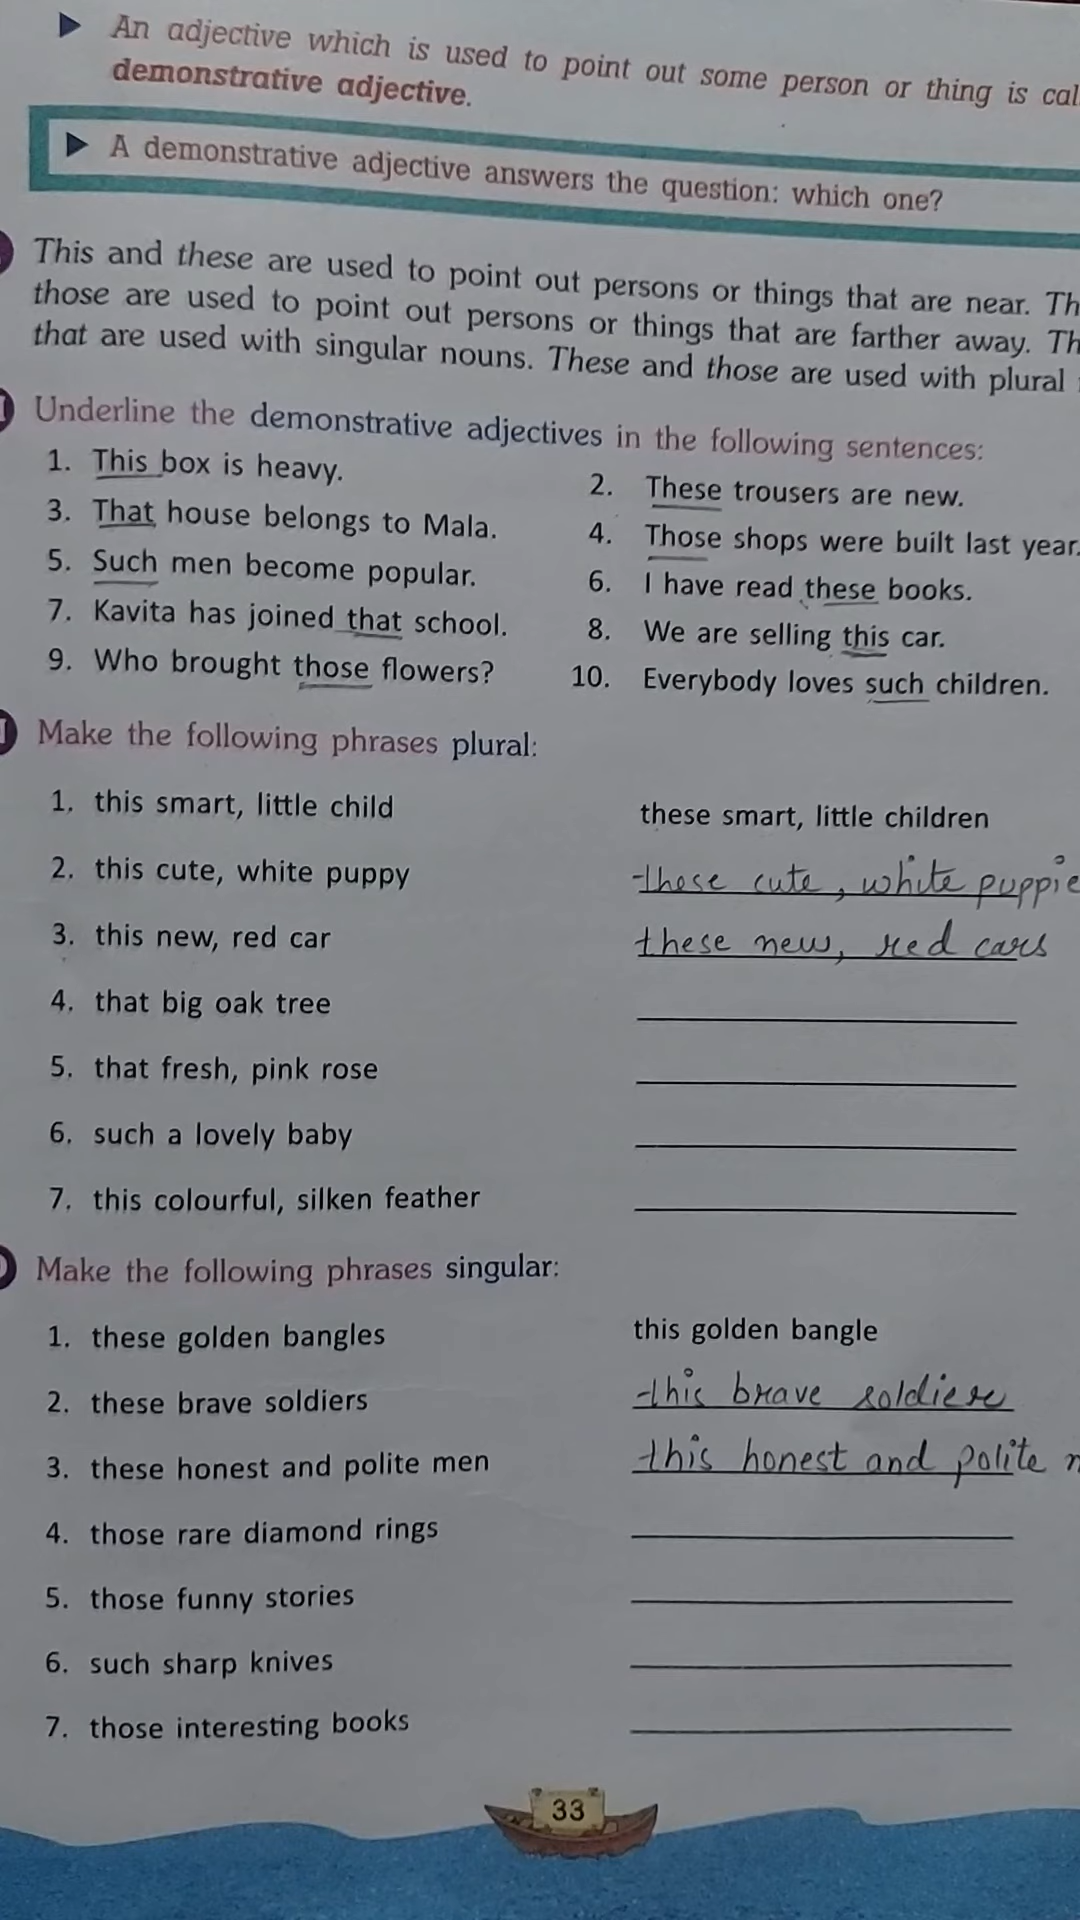 ▶ An adjective which is used to point out some person or thing is cal
demonstrative adjective.
▶ A demonstrative adjective answers the question: which one?
This and these are used to point out persons or things that are near. Th
those are used to point out persons or things that are farther away. Th
that are used with singular nouns. These and those are used with plural
Underline the demonstrative adjectives in the following sentences:
1. This box is heavy.
2. These trousers are new.
3. That house belongs to Mala.
4. Those shops were built last year.
5. Such men become popular.
6. I have read these books.
7. Kavita has joined that school.
8. We are selling this car.
9. Who brought those flowers?
10. Everybody loves such children.
Make the following phrases plural:
1. this smart, little child
these smart, little children
2. this cute, white puppy
these cute, white puppie
3. this new, red car
these new, red cars
4. that big oak tree
5. that fresh, pink rose
6. such a lovely baby
7. this colourful, silken feather
Make the following phrases singular:
1. these golden bangles
this golden bangle
2. these brave soldiers
this brave soldier
3. these honest and polite men
this honest and polite
4. those rare diamond rings
5. those funny stories
6. such sharp knives
7. those interesting books
33